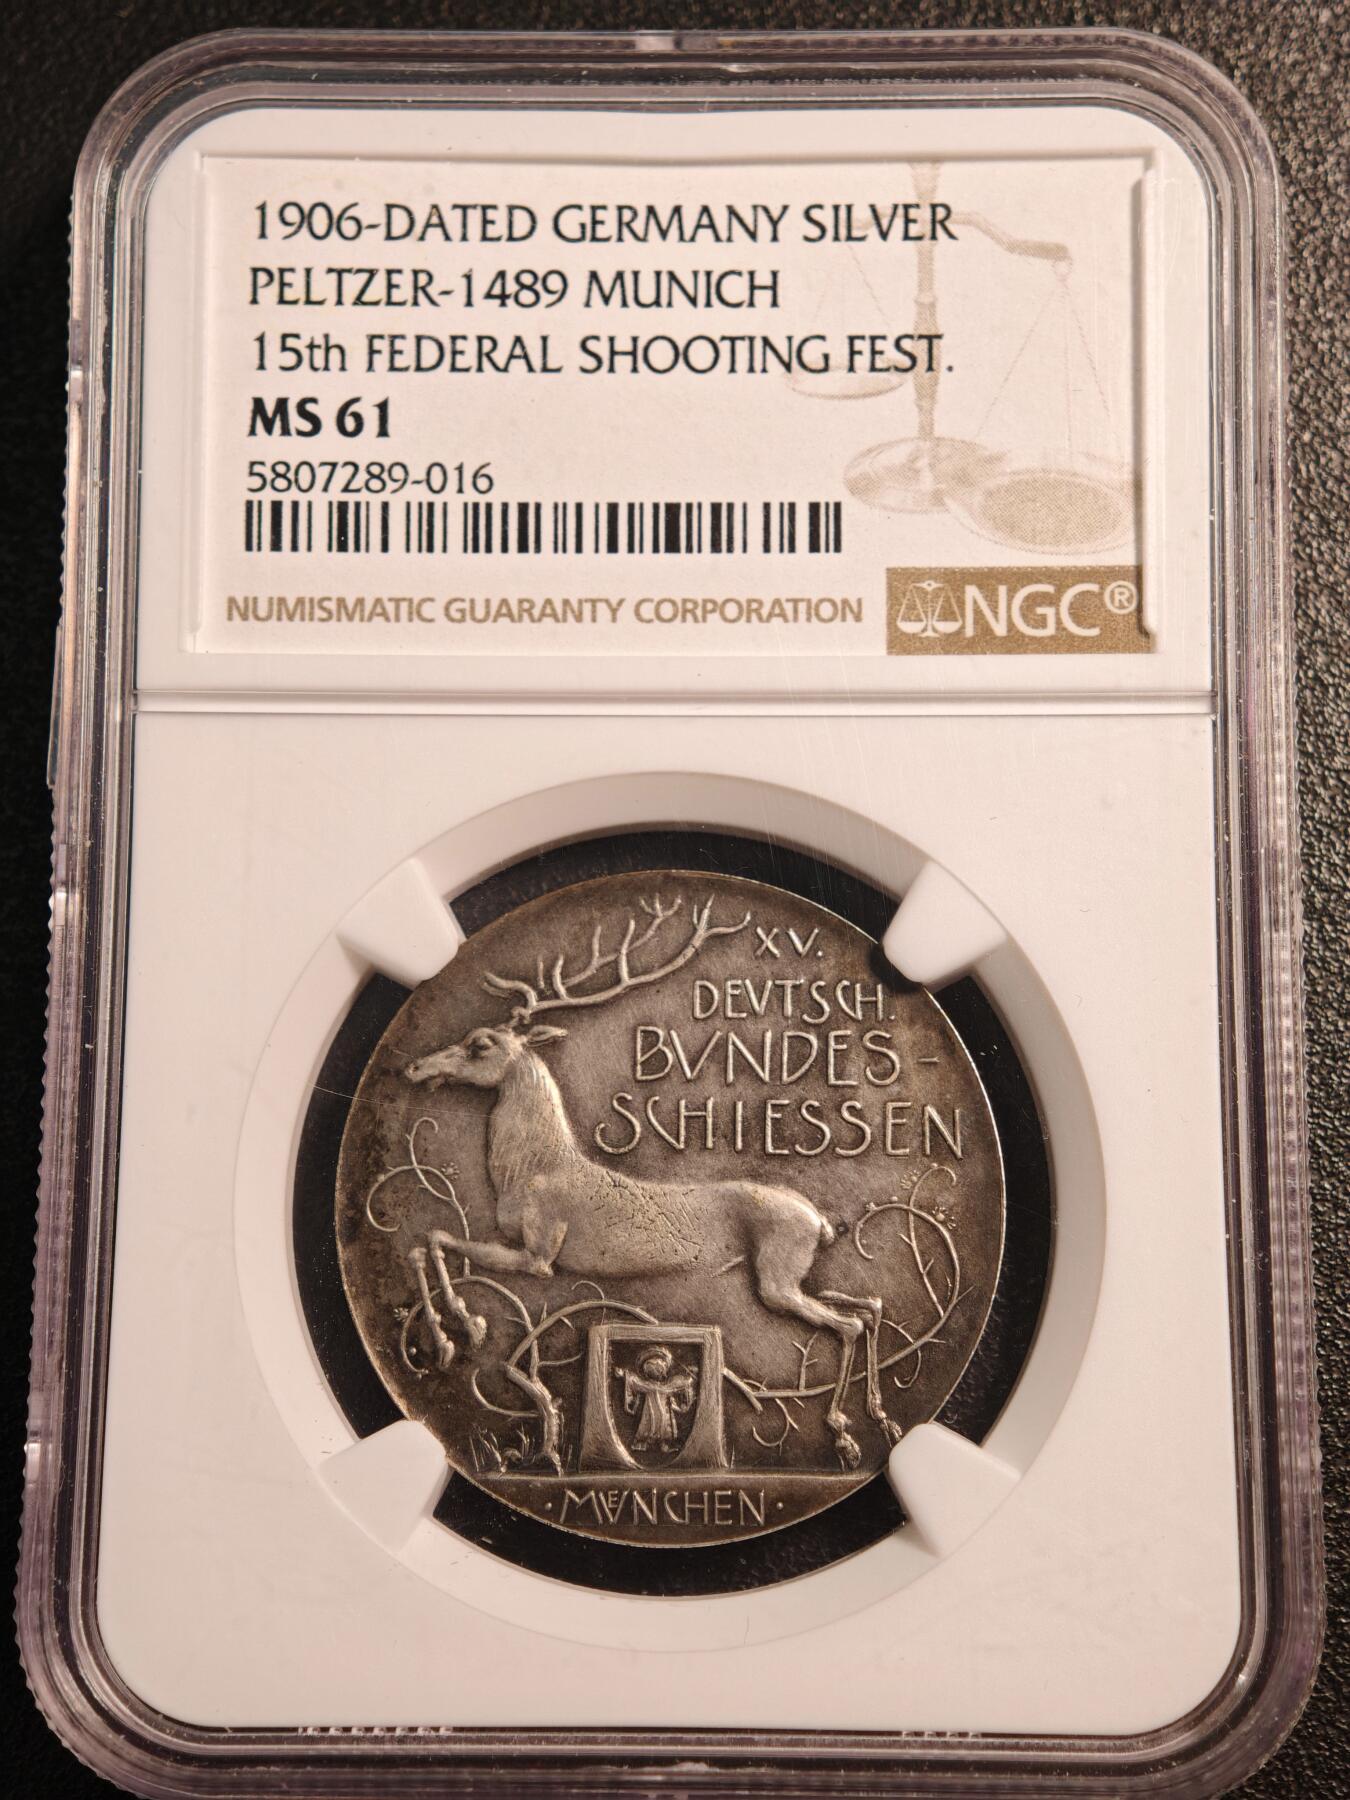 1906-DATED GERMANY SILVER
PELTZER-1489 MUNICH
15th FEDERAL SHOOTING FEST.
MS 61
5807289-016
NUMISMATIC GUARANTY CORPORATION
NGC®
XV.
DEVTSCH.
BVNDES-
SCHIESSEN
· MVENCHEN ·